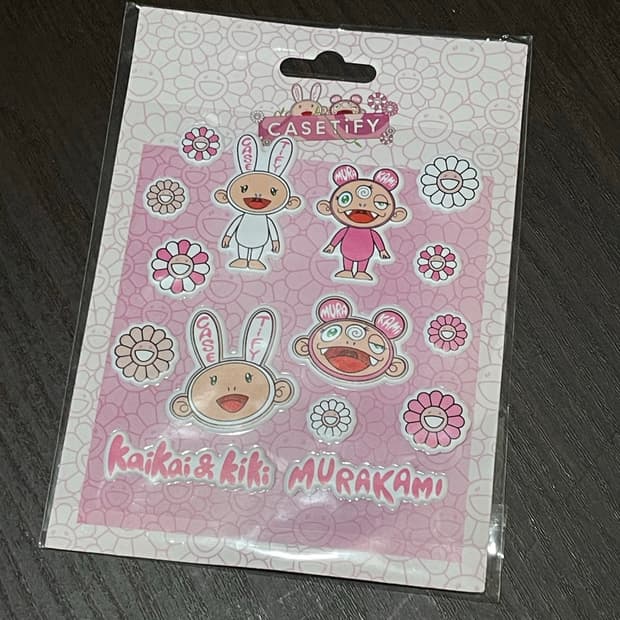 CASETiFY
CASE TIFY
MURA KAMI
CASE TIFY
MURA KAMI
KaiKai & KiKi MURAKAMI